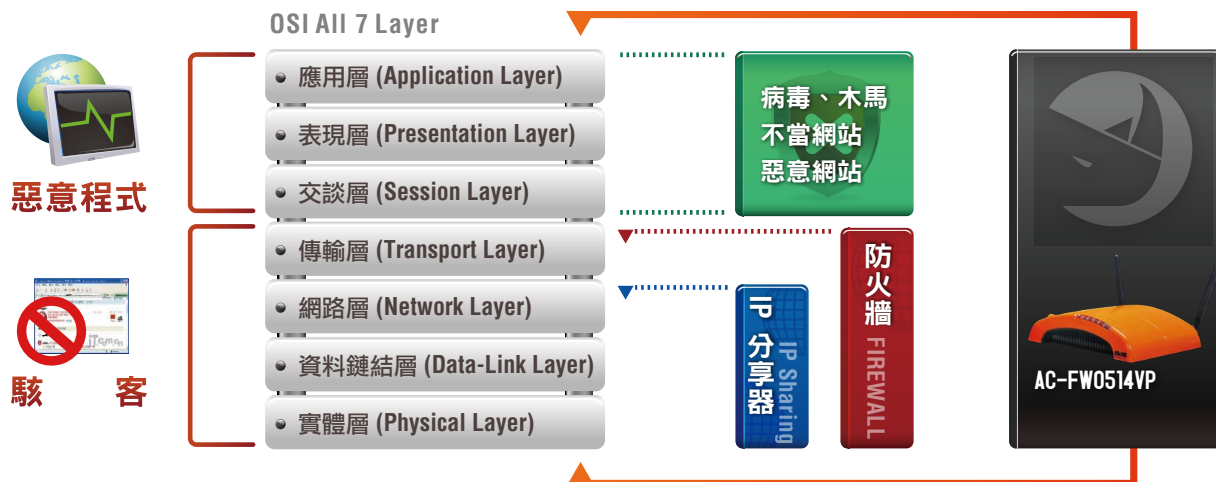 OSI All 7 Layer
應用層 (Application Layer)
表現層 (Presentation Layer)
交談層 (Session Layer)
傳輸層 (Transport Layer)
網路層 (Network Layer)
資料鏈結層 (Data-Link Layer)
實體層 (Physical Layer)
惡意程式
駭 客
病毒、木馬
不當網站
惡意網站
IP 分享器
IP Sharing
防火牆
FIREWALL
AC-FW0514VP